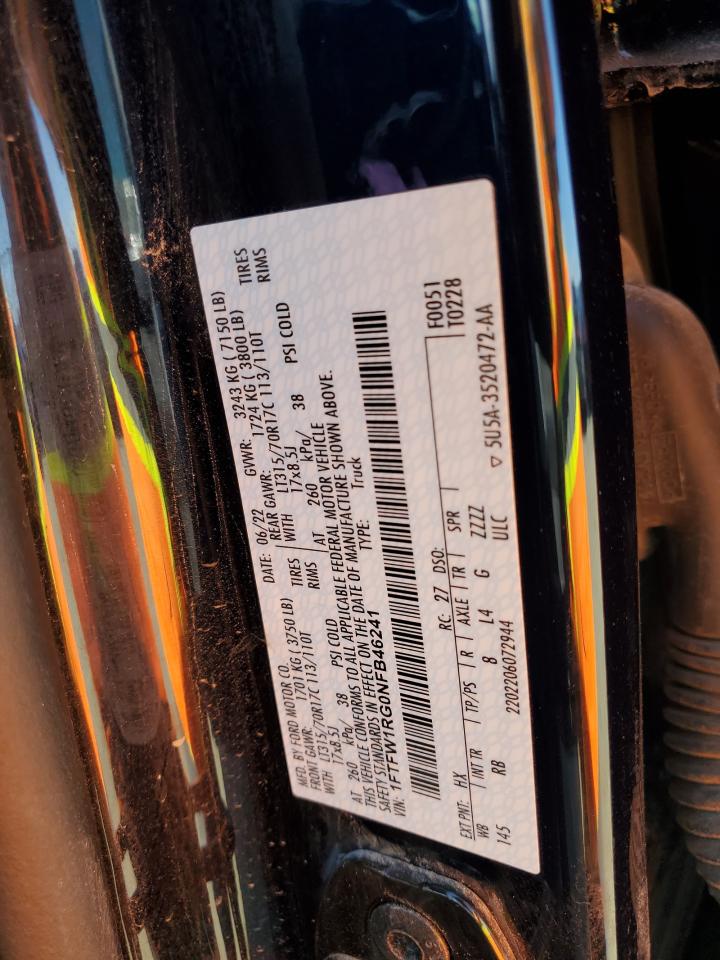 MFD. BY FORD MOTOR CO.
DATE: 06/22
GVWR: 3243 KG ( 7150 LB)
FRONT GAWR: 1701 KG ( 3750 LB)
REAR GAWR: 1724 KG ( 3800 LB)
WITH LT315/70R17C 113/110T TIRES
WITH LT315/70R17C 113/110T TIRES
17x8.5J RIMS
17x8.5J RIMS
AT 260 kPa/ 38 PSI COLD
AT 260 kPa/ 38 PSI COLD
THIS VEHICLE CONFORMS TO ALL APPLICABLE FEDERAL MOTOR VEHICLE
SAFETY STANDARDS IN EFFECT ON THE DATE OF MANUFACTURE SHOWN ABOVE.
VIN: 1FTFW1RG0NFB46241
TYPE: Truck
F0051
T0228
EXT PNT: HX RC: 27 DSO:
WB INT TR TP/PS R AXLE TR SPR
145 RB 8 L4 G ZZZZ
ULC
2202206072944
▽ 5U5A-3520472-AA